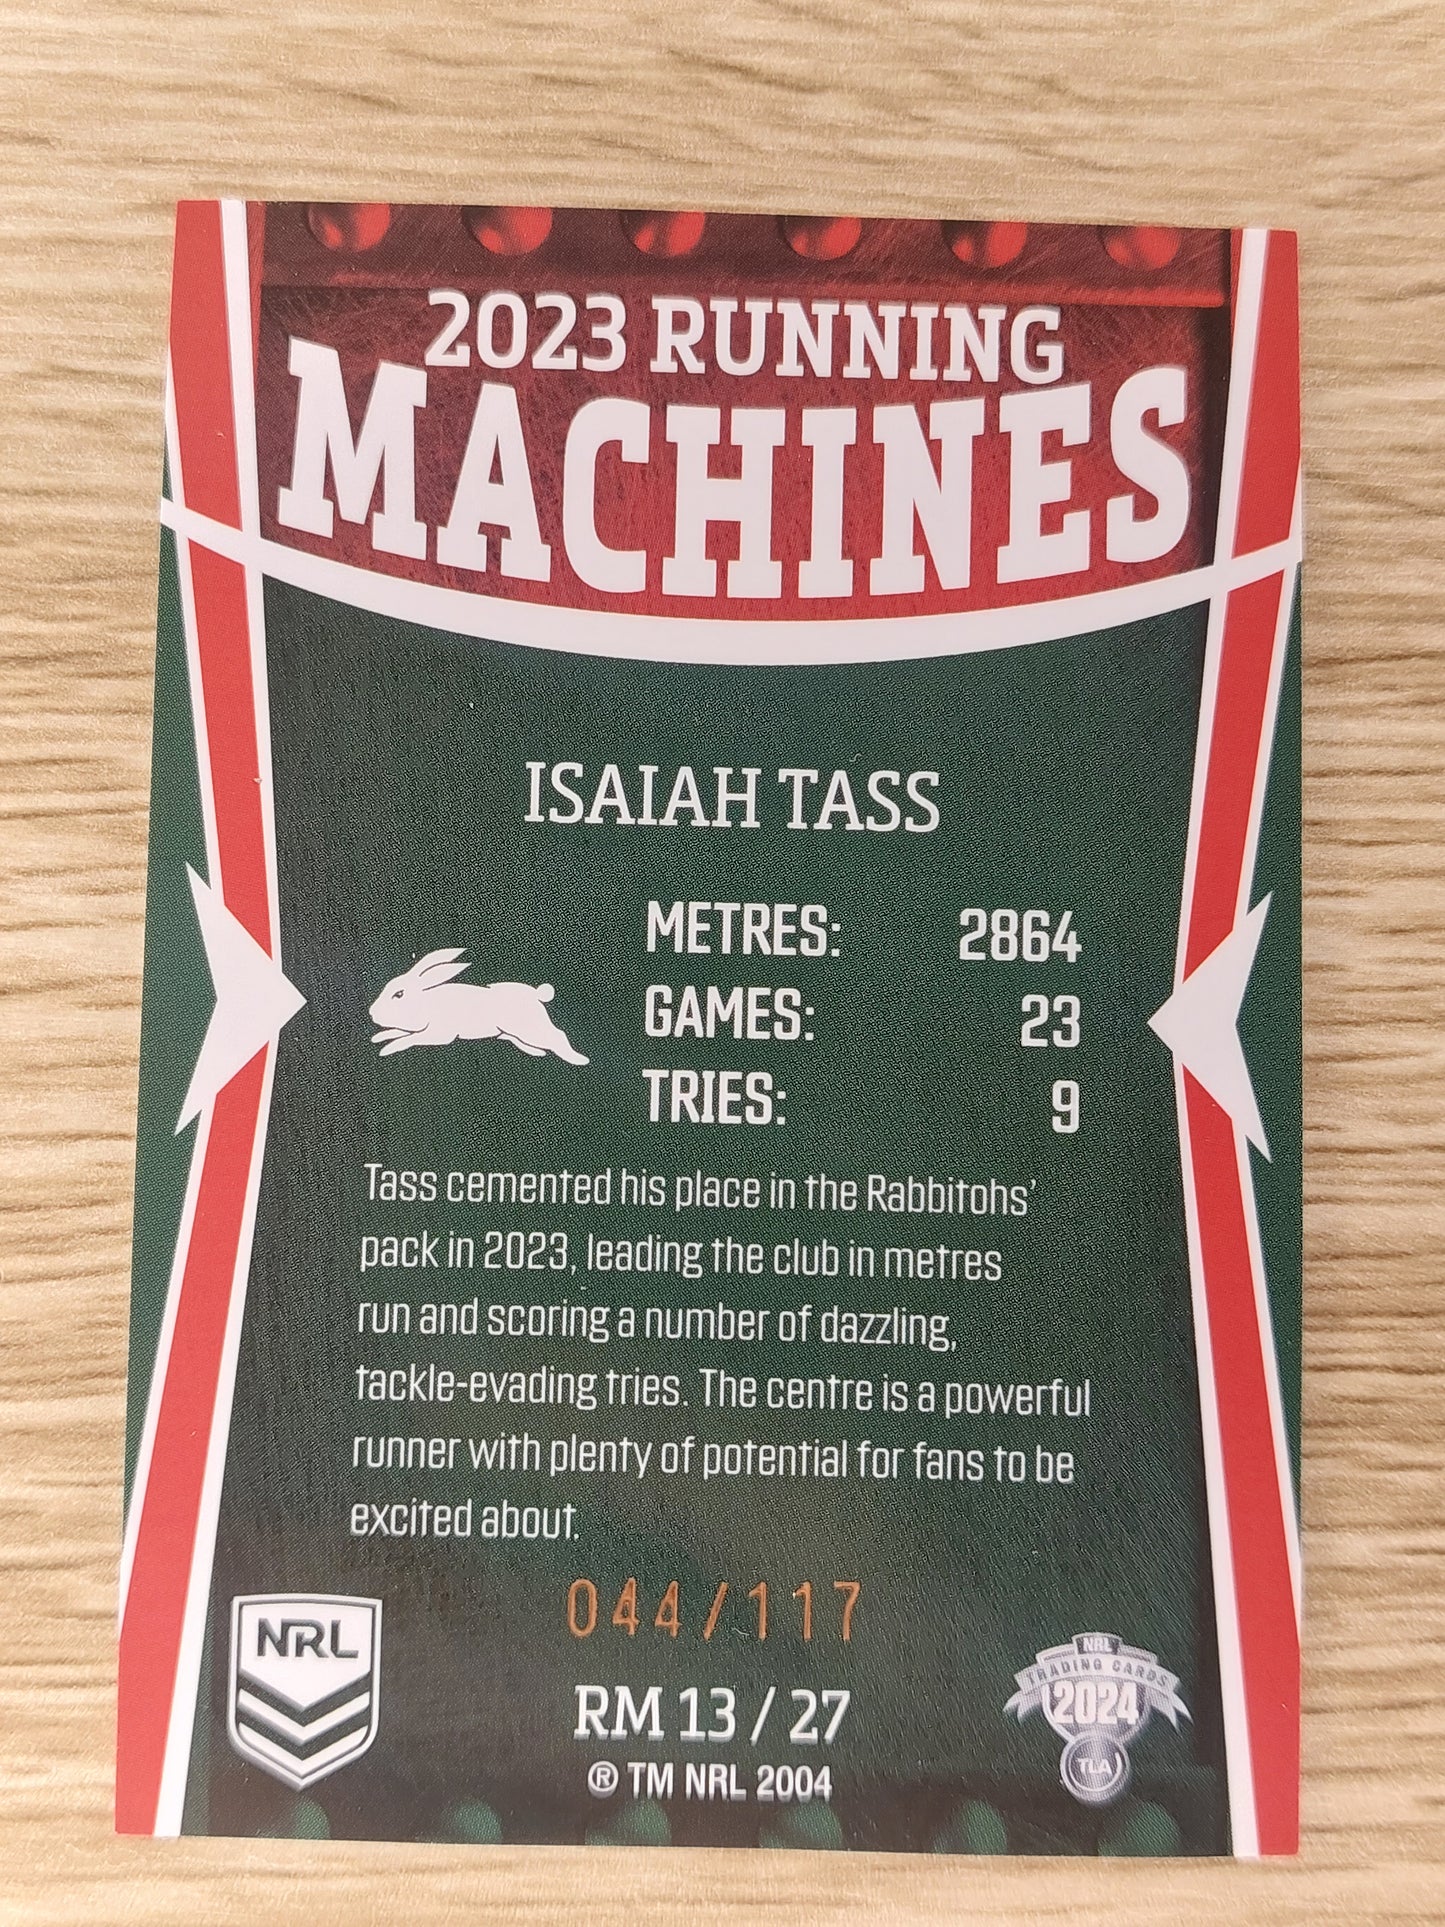 2023 RUNNING
MACHINES
ISAIAH TASS
METRES: 2864
GAMES: 23
TRIES: 9
Tass cemented his place in the Rabbitohs’
pack in 2023, leading the club in metres
run and scoring a number of dazzling,
tackle-evading tries. The centre is a powerful
runner with plenty of potential for fans to be
excited about.
044/117
NRL
RM 13 / 27
® TM NRL 2004
NRL
TRADING CARDS
2024
TLA